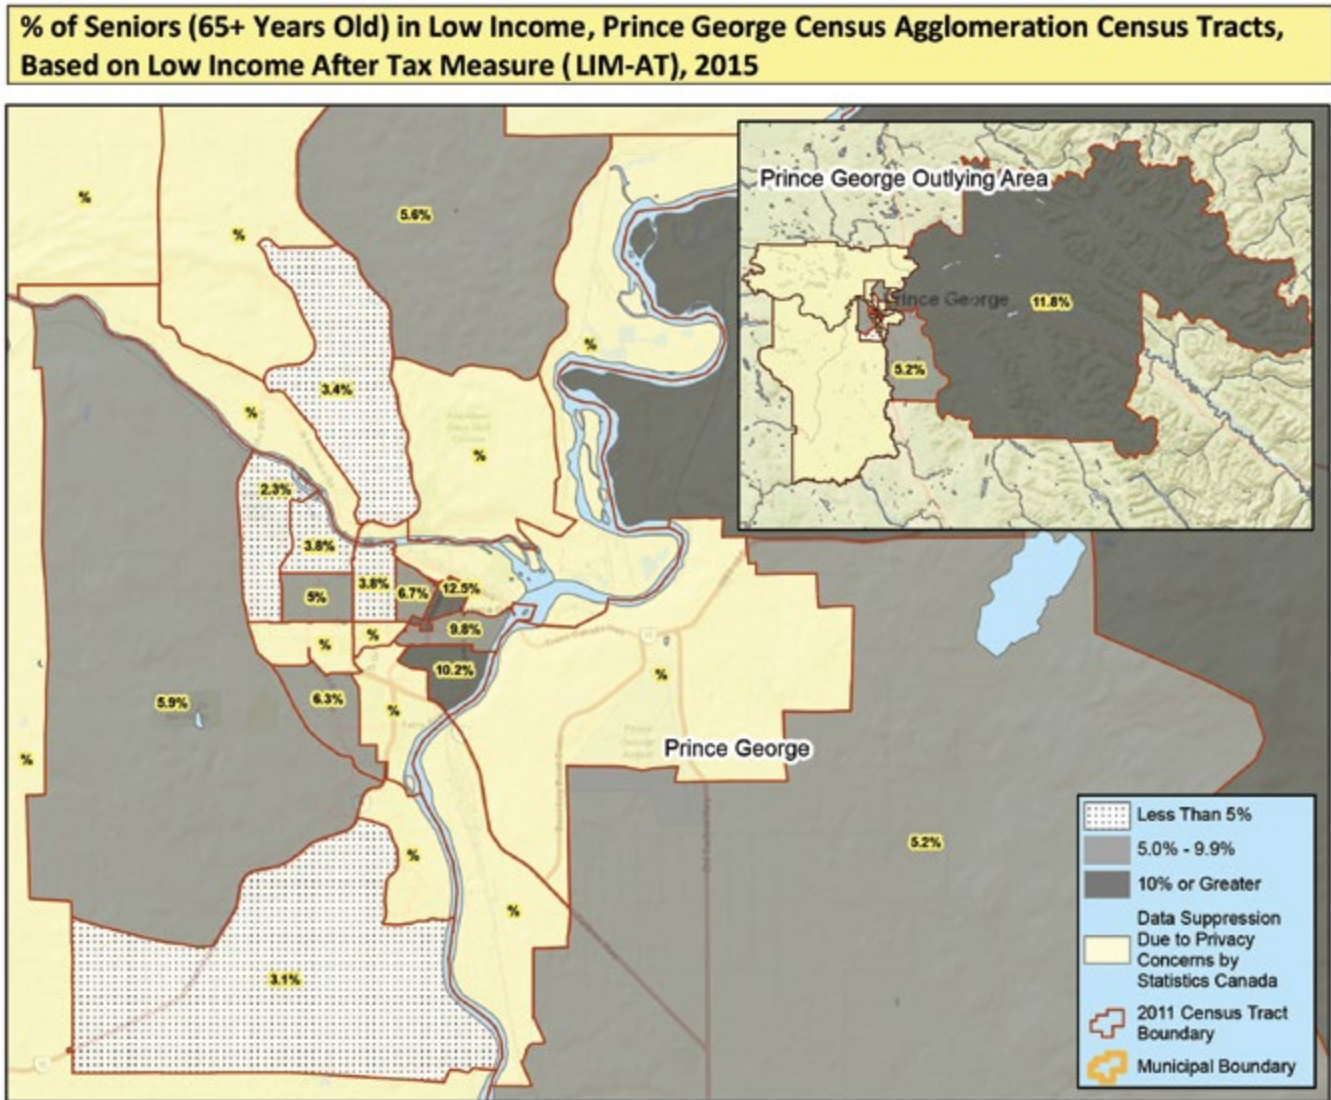 % of Seniors (65+ Years Old) in Low Income, Prince George Census Agglomeration Census Tracts,
Based on Low Income After Tax Measure (LIM-AT), 2015
Prince George Outlying Area
Prince George
11.8%
5.2%
%
%
5.6%
%
3.4%
%
%
2.3%
3.8%
3.8%
5%
6.7%
12.5%
9.8%
%
%
10.2%
%
5.9%
6.3%
%
%
Prince George
5.2%
%
%
3.1%
Less Than 5%
5.0% - 9.9%
10% or Greater
Data Suppression
Due to Privacy
Concerns by
Statistics Canada
2011 Census Tract
Boundary
Municipal Boundary